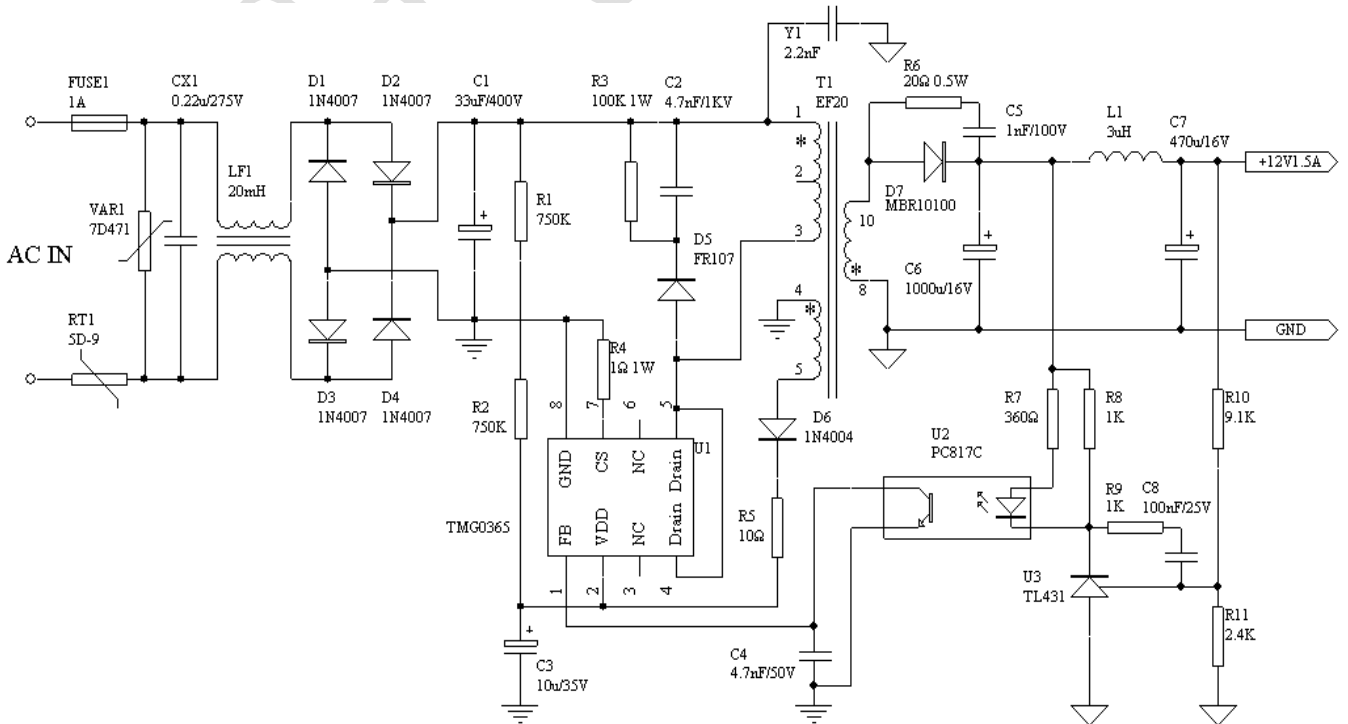 Y1
2.2nF
FUSE1
1A
CX1
0.22u/275V
D1
1N4007
D2
1N4007
C1
33uF/400V
R3
100K 1W
C2
4.7nF/1KV
T1
EF20
R6
20Ω 0.5W
C5
1nF/100V
L1
3uH
C7
470u/16V
1
*
2
3
+12V1.5A
LF1
20mH
R1
750K
VAR1
7D471
AC IN
+
D5
FR107
D7
MBR10100
10
*
8
C6
1000u/16V
+
+
4
*
5
GND
RT1
5D-9
R4
1Ω 1W
D3
1N4007
D4
1N4007
R2
750K
8
7
6
5
U1
GND
CS
NC
Drain
FB
VDD
NC
Drain
1
2
3
4
TMG0365
D6
1N4004
R5
10Ω
U2
PC817C
R7
360Ω
R8
1K
R10
9.1K
R9
1K
C8
100nF/25V
U3
TL431
R11
2.4K
+
C3
10u/35V
C4
4.7nF/50V